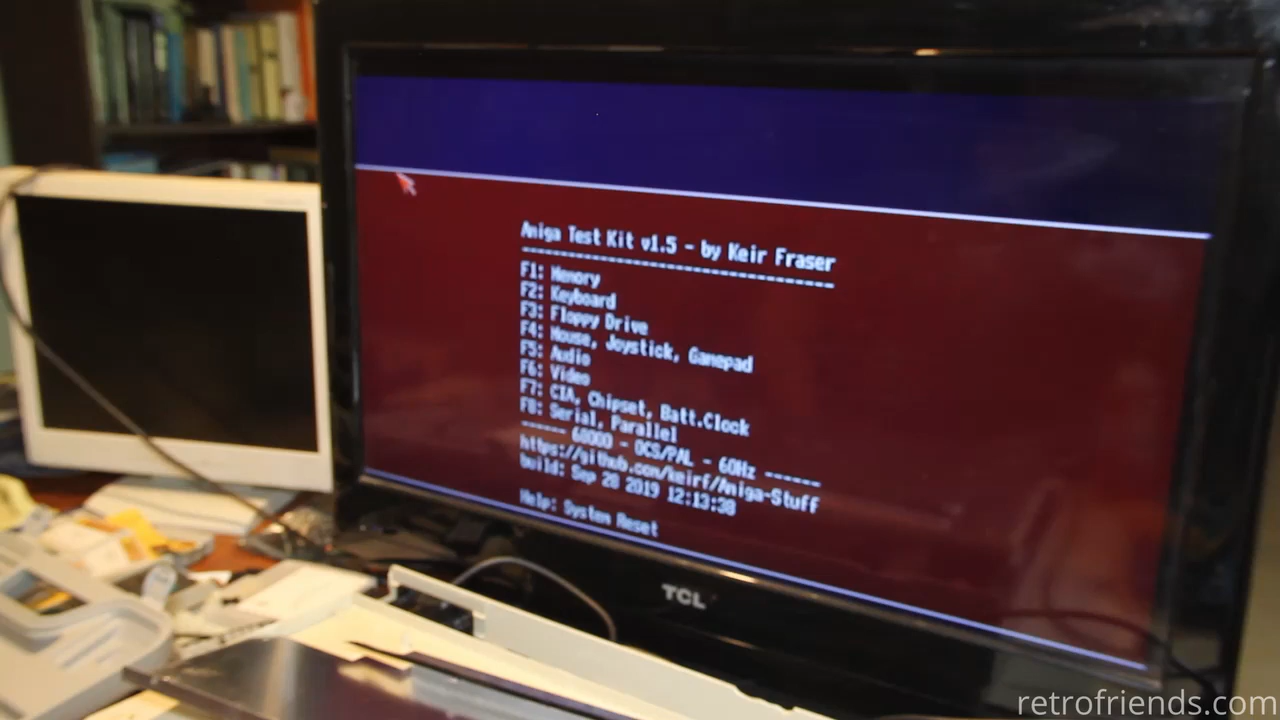 Amiga Test Kit v1.5 - by Keir Fraser
------------------------------------
F1: Memory
F2: Keyboard
F3: Floppy Drive
F4: Mouse, Joystick, Gamepad
F5: Audio
F6: Video
F7: CIA, Chipset, Batt.Clock
F8: Serial, Parallel
------ 68000 - OCS/PAL - 60Hz ------
https://github.com/keirf/Amiga-Stuff
build: Sep 28 2019 12:13:38
Help: System Reset
TCL
retrofriends.com